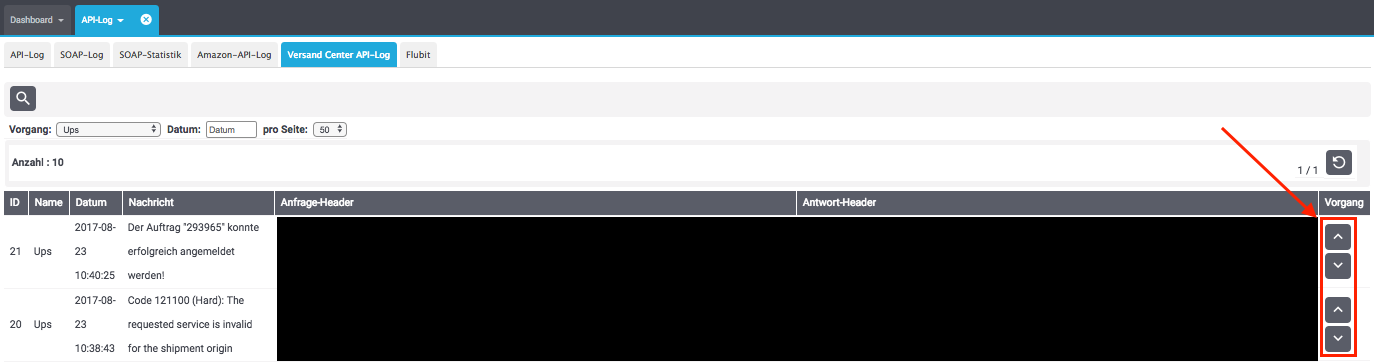 Dashboard API-Log
API-Log SOAP-Log SOAP-Statistik Amazon-API-Log Versand Center API-Log Flubit
Vorgang: Ups Datum: Datum pro Seite: 50
Anzahl : 10
1 / 1
ID Name Datum Nachricht Anfrage-Header Antwort-Header Vorgang
2017-08- Der Auftrag "293965" konnte
21 Ups 23 erfolgreich angemeldet
10:40:25 werden!
2017-08- Code 121100 (Hard): The
20 Ups 23 requested service is invalid
10:38:43 for the shipment origin